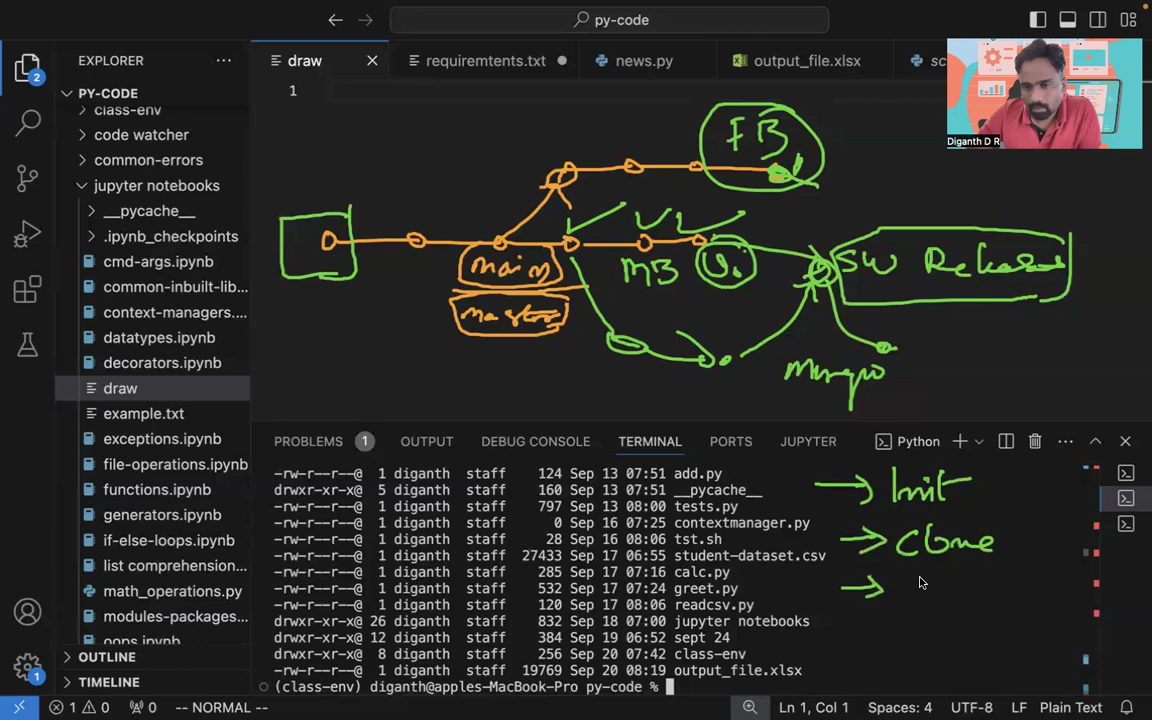 py-code
EXPLORER
draw
requiremtents.txt
news.py
output_file.xlsx
2
PY-CODE
class-env
code watcher
common-errors
jupyter notebooks
__pycache__
.ipynb_checkpoints
cmd-args.ipynb
common-inbuilt-lib...
context-managers....
datatypes.ipynb
decorators.ipynb
draw
example.txt
exceptions.ipynb
file-operations.ipynb
functions.ipynb
generators.ipynb
if-else-loops.ipynb
list comprehension...
math_operations.py
modules-packages...
oops.ipynb
OUTLINE
TIMELINE
1
1
FB
main
master
MB
SW Release
Diganth D R
PROBLEMS 1 OUTPUT DEBUG CONSOLE TERMINAL PORTS JUPYTER Python
-rw-r--r--@ 1 diganth staff 124 Sep 13 07:51 add.py
drwxr-xr-x@ 5 diganth staff 160 Sep 13 07:51 __pycache__
-rw-r--r--@ 1 diganth staff 797 Sep 13 08:00 tests.py
-rw-r--r--@ 1 diganth staff 0 Sep 16 07:25 contextmanager.py
-rw-r--r--@ 1 diganth staff 28 Sep 16 08:06 tst.sh
-rw-r--r--@ 1 diganth staff 27433 Sep 17 06:55 student-dataset.csv
-rw-r--r--@ 1 diganth staff 285 Sep 17 07:16 calc.py
-rw-r--r--@ 1 diganth staff 532 Sep 17 07:24 greet.py
-rw-r--r--@ 1 diganth staff 120 Sep 17 08:06 readcsv.py
drwxr-xr-x@ 26 diganth staff 832 Sep 18 07:00 jupyter notebooks
drwxr-xr-x@ 12 diganth staff 384 Sep 19 06:52 sept 24
drwxr-xr-x@ 8 diganth staff 256 Sep 20 07:42 class-env
-rw-r--r--@ 1 diganth staff 19769 Sep 20 08:19 output_file.xlsx
(class-env) diganth@apples-MacBook-Pro py-code %
Init
Clone
1 0 0 -- NORMAL -- Ln 1, Col 1 Spaces: 4 UTF-8 LF Plain Text